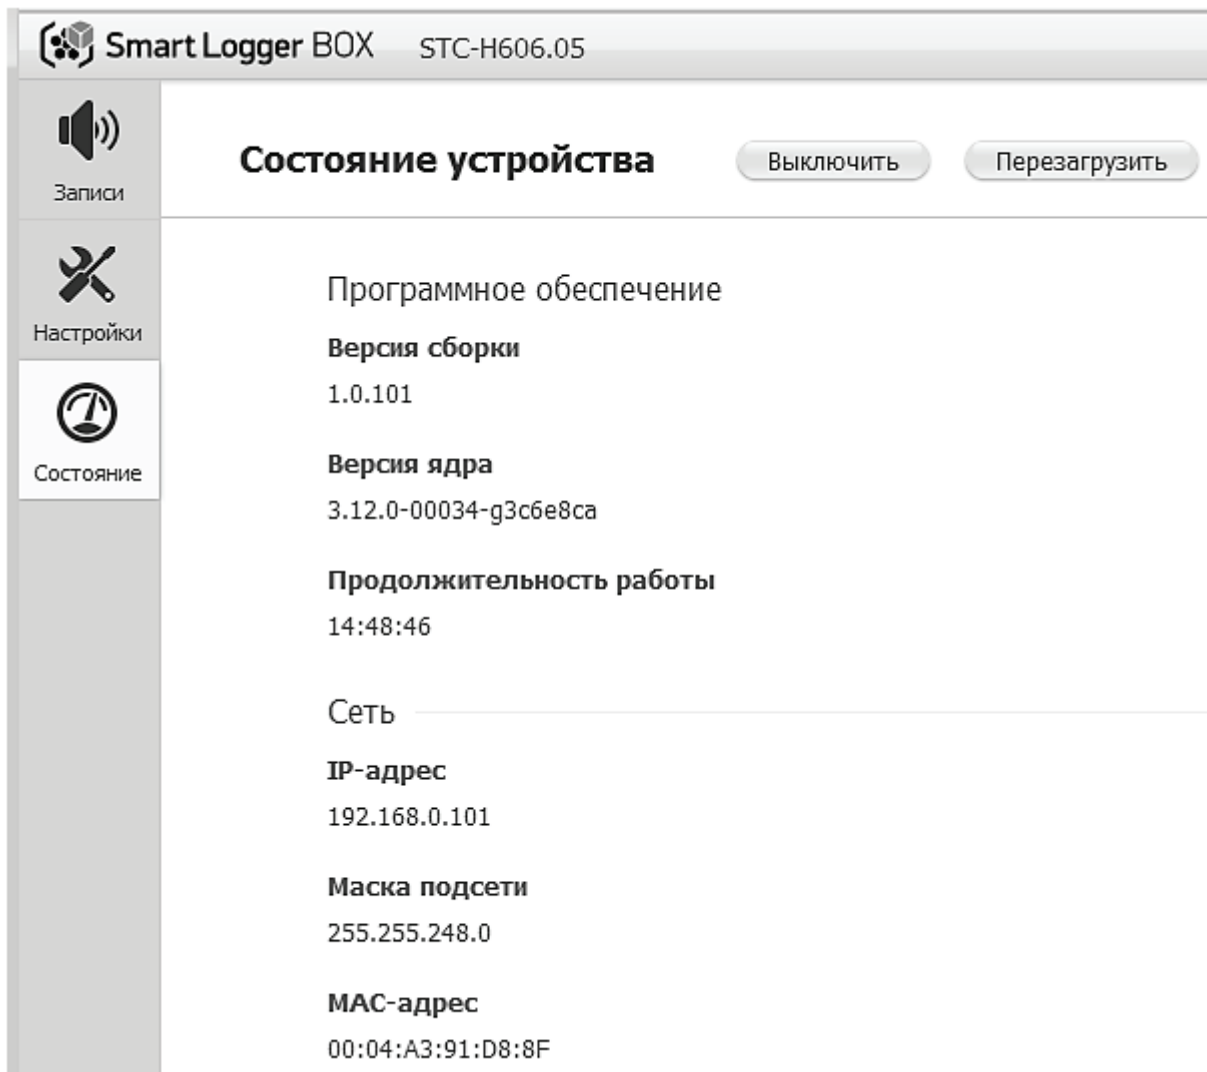 Smart Logger BOX STC-H606.05
Записи
Состояние устройства Выключить Перезагрузить
Настройки
Состояние
Программное обеспечение
Версия сборки
1.0.101
Версия ядра
3.12.0-00034-g3c6e8ca
Продолжительность работы
14:48:46
Сеть
IP-адрес
192.168.0.101
Маска подсети
255.255.248.0
MAC-адрес
00:04:A3:91:D8:8F